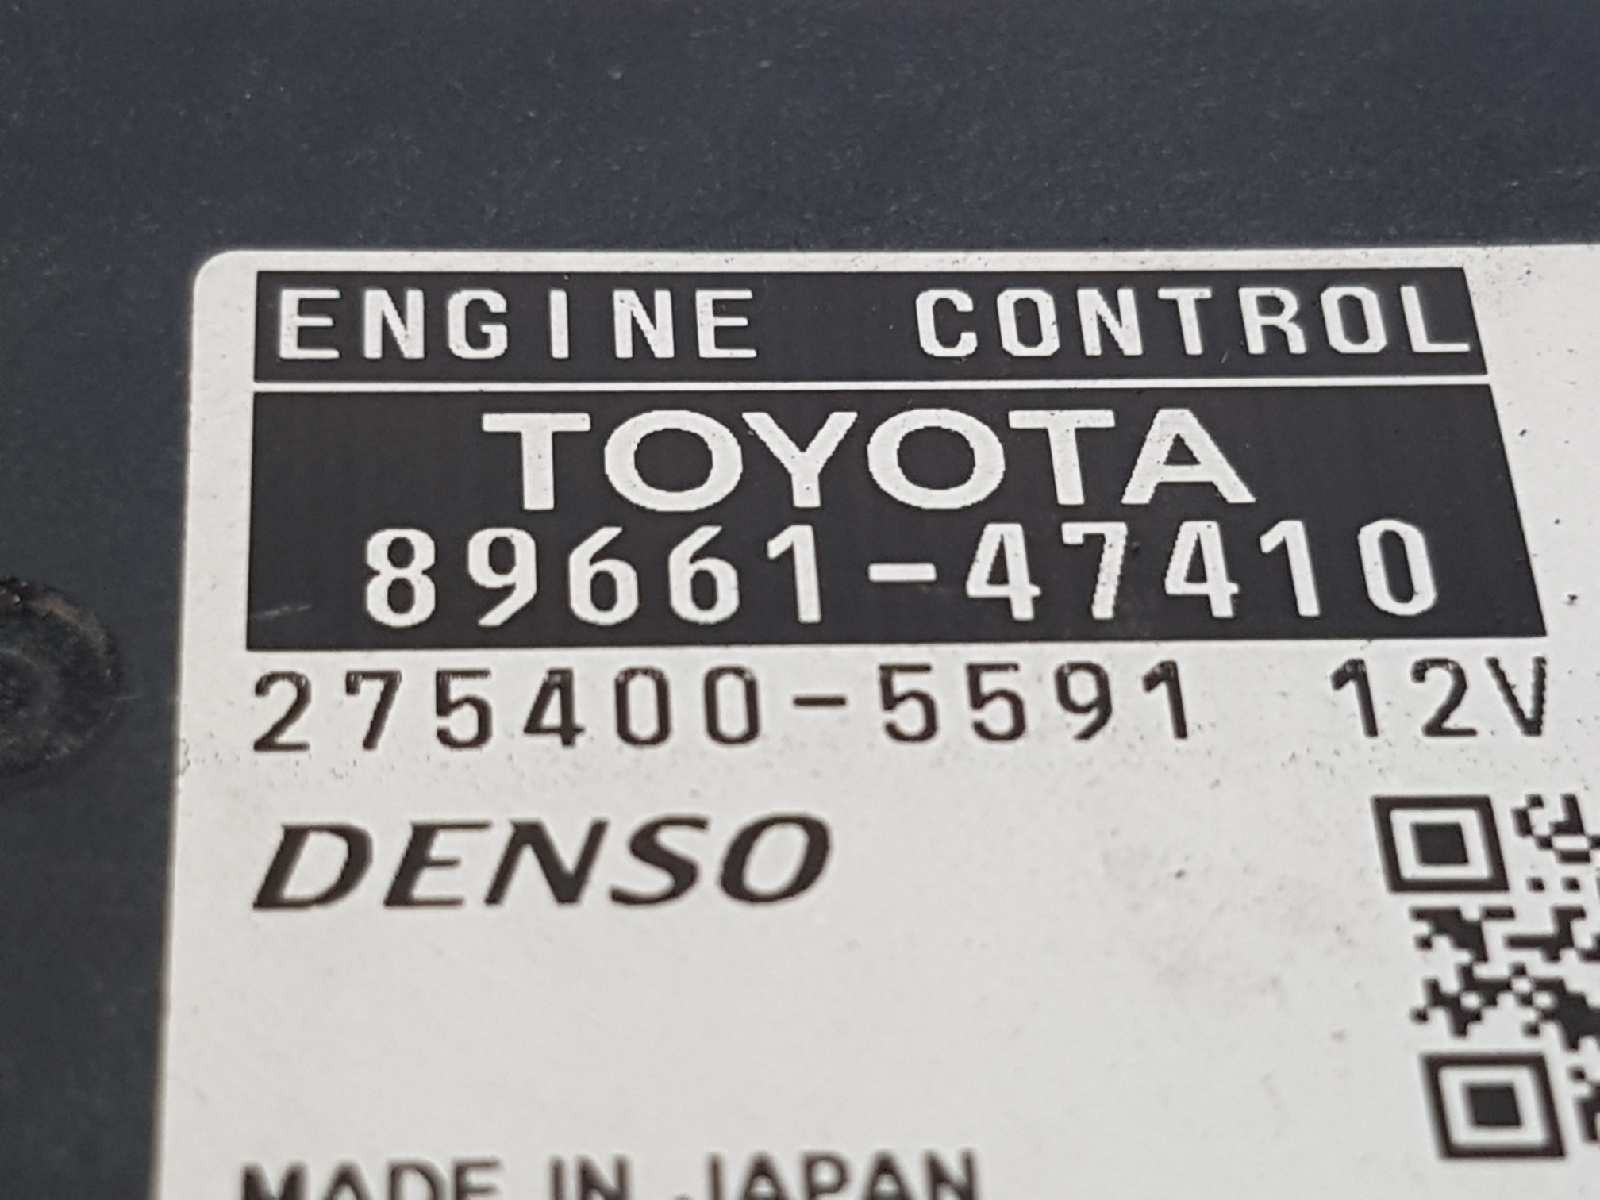 ENGINE CONTROL
TOYOTA
89661-47410
275400-5591 12V
DENSO
MADE IN JAPAN